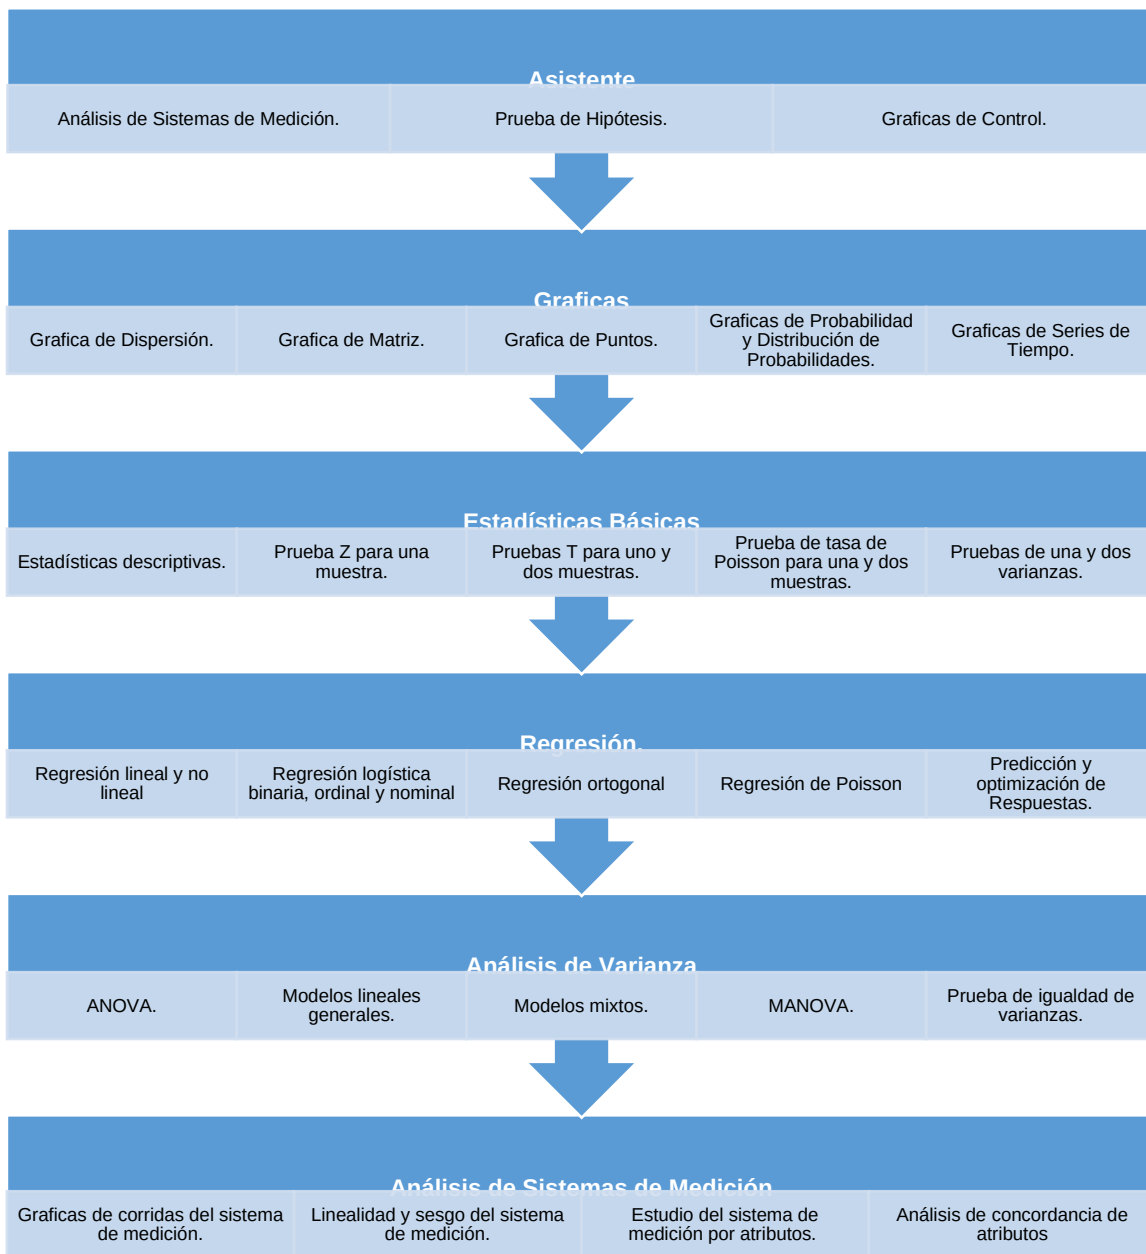 Asistente
Análisis de Sistemas de Medición.
Prueba de Hipótesis.
Graficas de Control.
Graficas
Grafica de Dispersión.
Grafica de Matriz.
Grafica de Puntos.
Graficas de Probabilidad
y Distribución de
Probabilidades.
Graficas de Series de
Tiempo.
Estadísticas Básicas
Estadísticas descriptivas.
Prueba Z para una
muestra.
Pruebas T para uno y
dos muestras.
Prueba de tasa de
Poisson para una y dos
muestras.
Pruebas de una y dos
varianzas.
Regresión.
Regresión lineal y no
lineal
Regresión logística
binaria, ordinal y nominal
Regresión ortogonal
Regresión de Poisson
Predicción y
optimización de
Respuestas.
Análisis de Varianza
ANOVA.
Modelos lineales
generales.
Modelos mixtos.
MANOVA.
Prueba de igualdad de
varianzas.
Análisis de Sistemas de Medición
Graficas de corridas del sistema
de medición.
Linealidad y sesgo del sistema
de medición.
Estudio del sistema de
medición por atributos.
Análisis de concordancia de
atributos